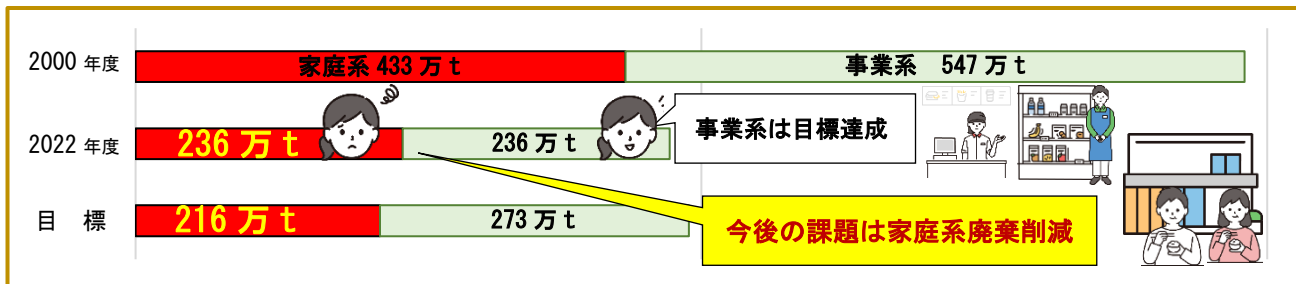 2000 年度
家庭系 433 万 t
事業系 547 万 t
2022 年度
236 万 t
236 万 t
事業系は目標達成
目 標
216 万 t
273 万 t
今後の課題は家庭系廃棄削減